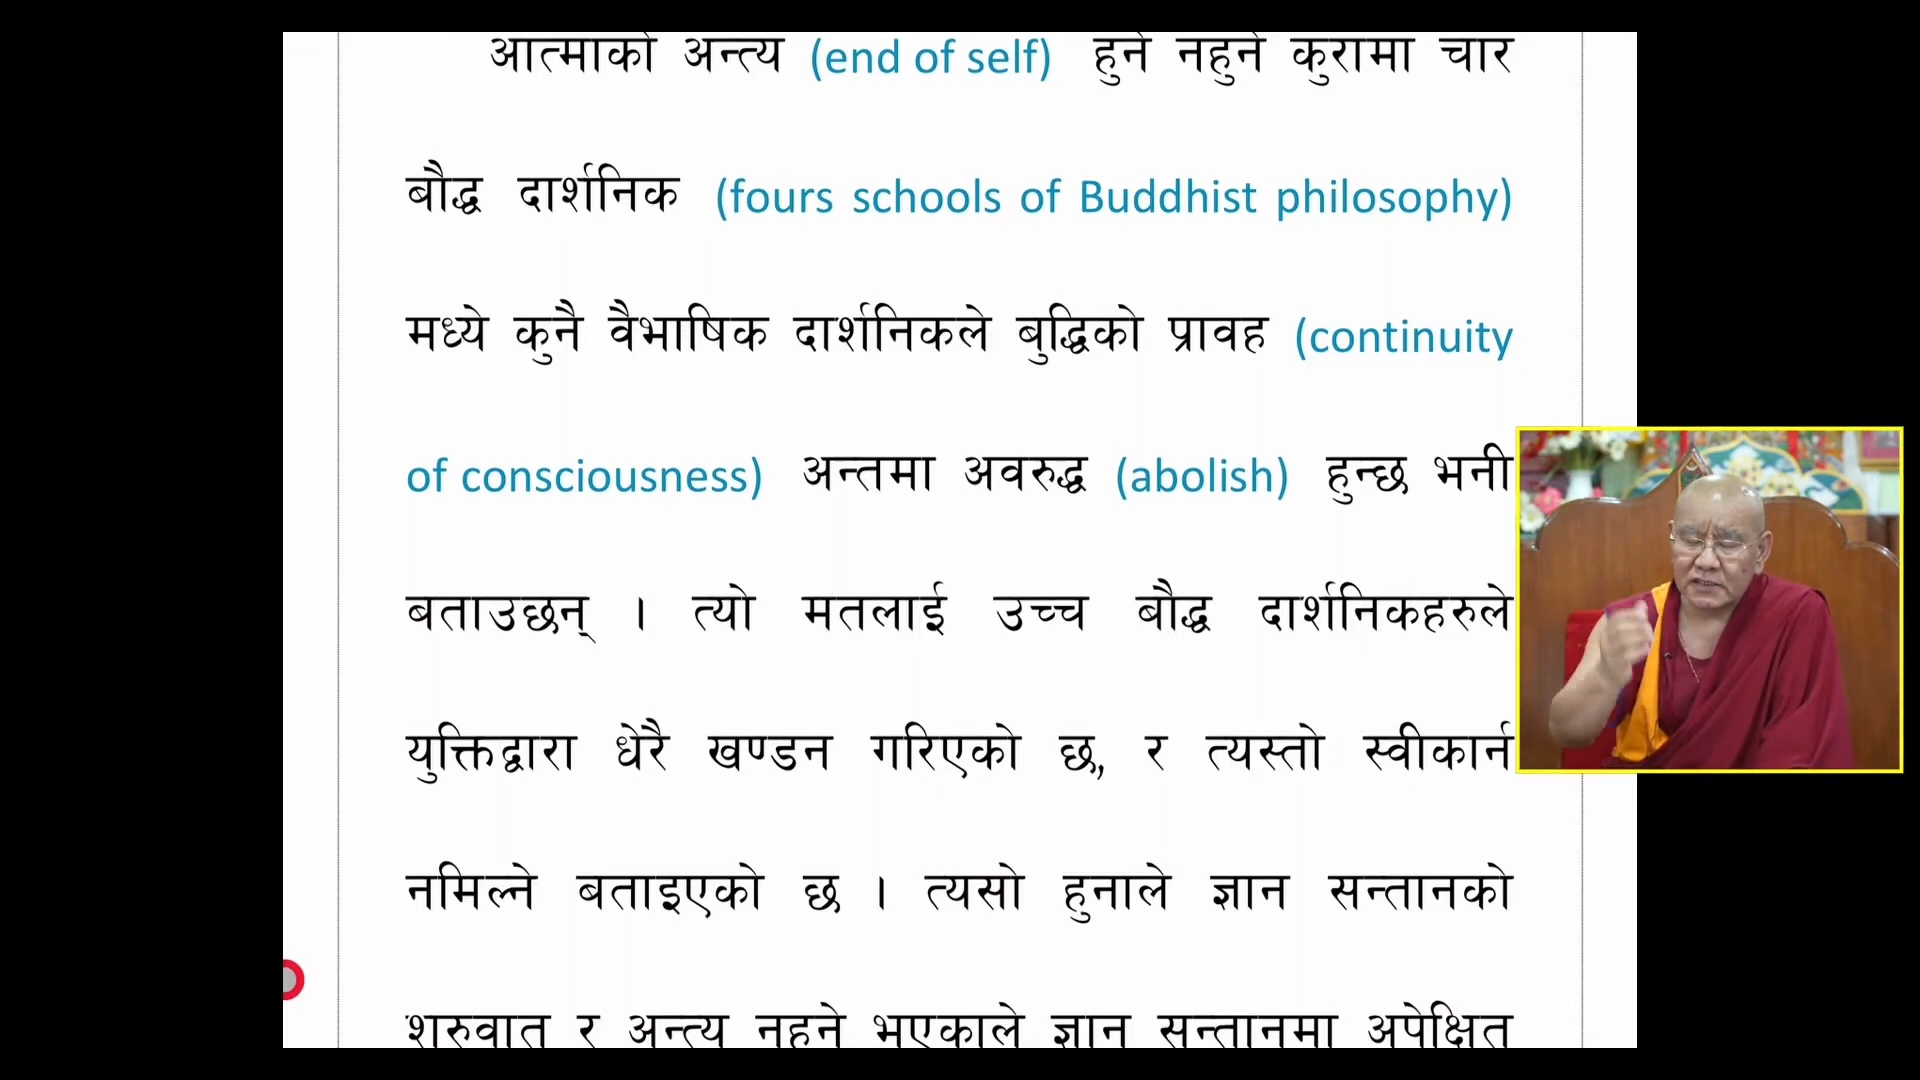 आत्माको अन्त्य (end of self) हुने नहुने कुरामा चार
बौद्ध दार्शनिक (fours schools of Buddhist philosophy)
मध्ये कुनै वैभाषिक दार्शनिकले बुद्धिको प्रावह (continuity
of consciousness) अन्तमा अवरुद्ध (abolish) हुन्छ भनी
बताउछन् । त्यो मतलाई उच्च बौद्ध दार्शनिकहरुले
युक्तिद्वारा धेरै खण्डन गरिएको छ, र त्यस्तो स्वीकार्न
नमिल्ने बताइएको छ । त्यसो हुनाले ज्ञान सन्तानको
शुरुवात र अन्त्य नहुने भएकाले ज्ञान सन्तानमा अपेक्षित